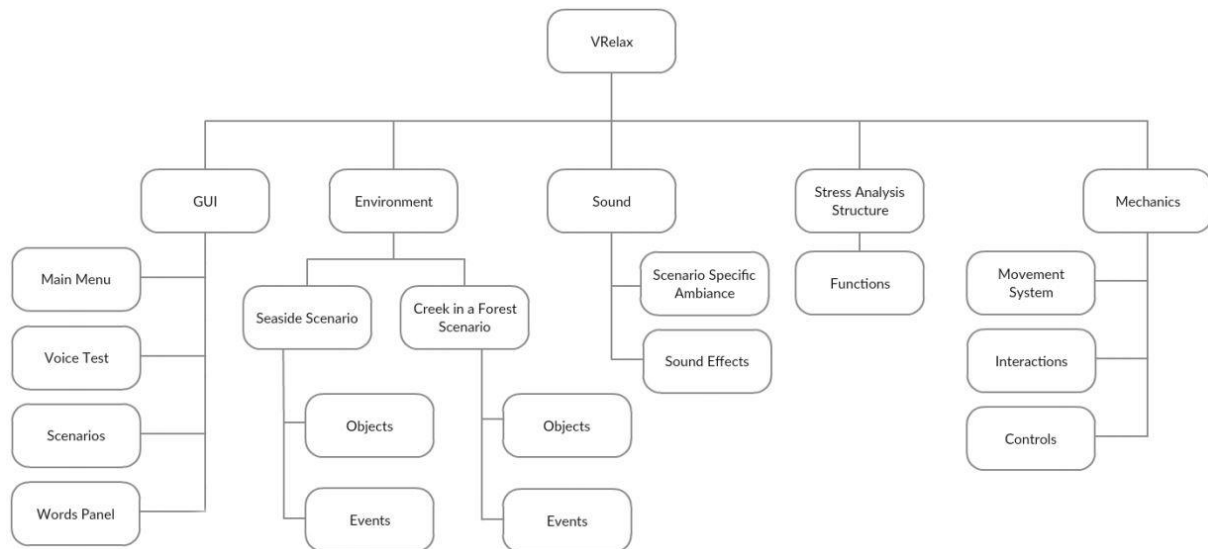 VRelax
GUI
Environment
Sound
Stress Analysis
Structure
Mechanics
Main Menu
Voice Test
Scenarios
Words Panel
Seaside Scenario
Objects
Events
Creek in a Forest
Scenario
Objects
Events
Scenario Specific
Ambiance
Sound Effects
Functions
Movement
System
Interactions
Controls